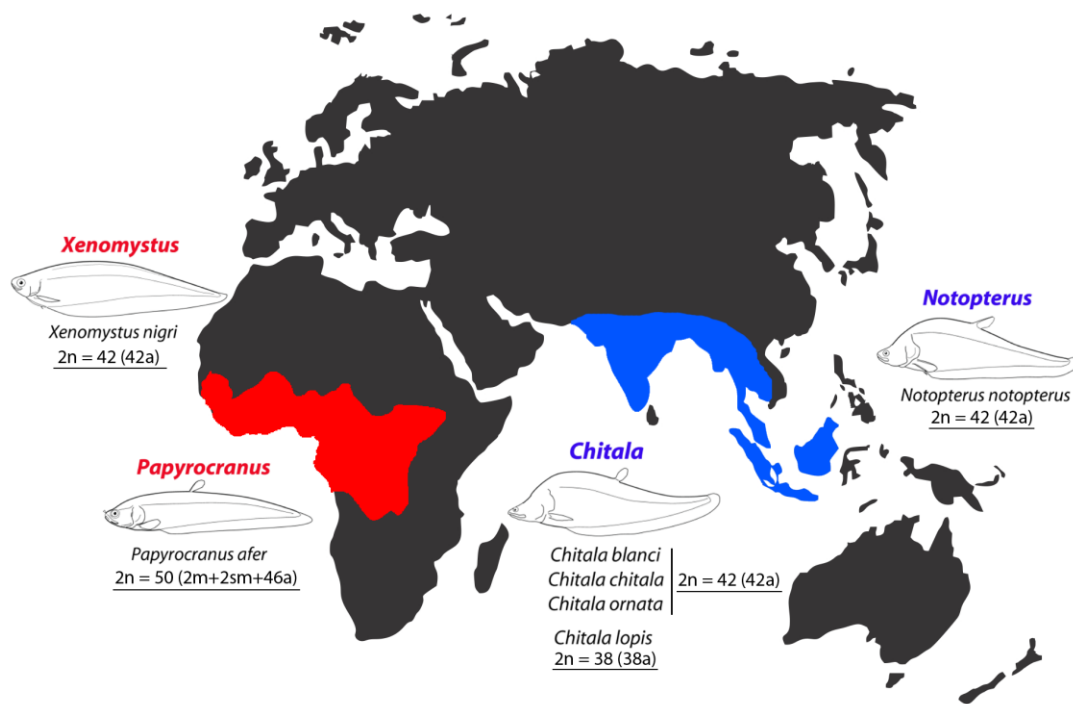 Xenomystus
Xenomystus nigri
2n = 42 (42a)
Papyrocranus
Papyrocranus afer
2n = 50 (2m+2sm+46a)
Chitala
Chitala blanci
Chitala chitala
Chitala ornata
2n = 42 (42a)
Chitala lopis
2n = 38 (38a)
Notopterus
Notopterus notopterus
2n = 42 (42a)